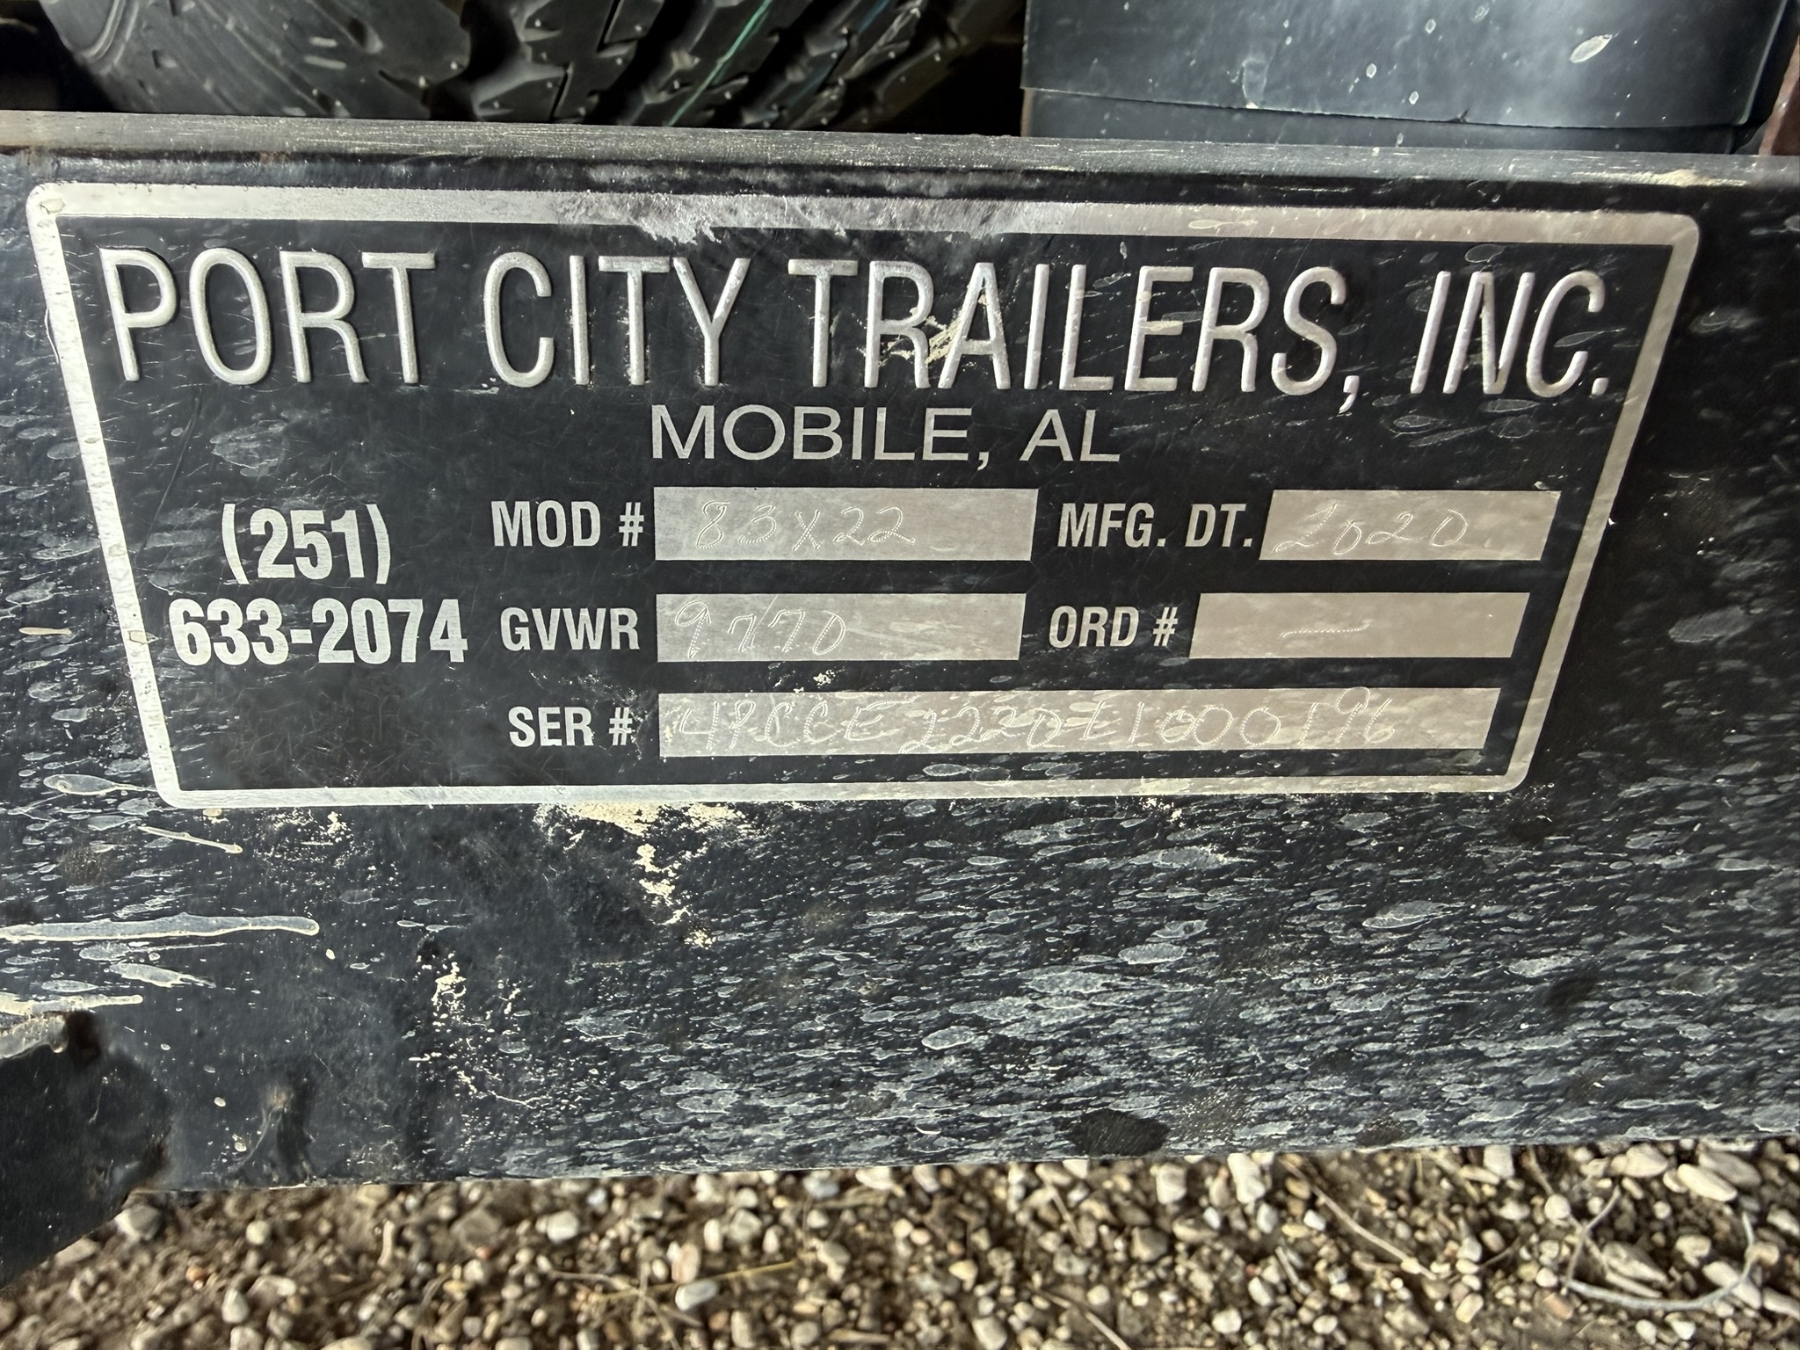 PORT CITY TRAILERS, INC.
MOBILE, AL
(251)
633-2074
MOD # 83x22 MFG. DT. 2020
GVWR 9770 ORD # —
SER #